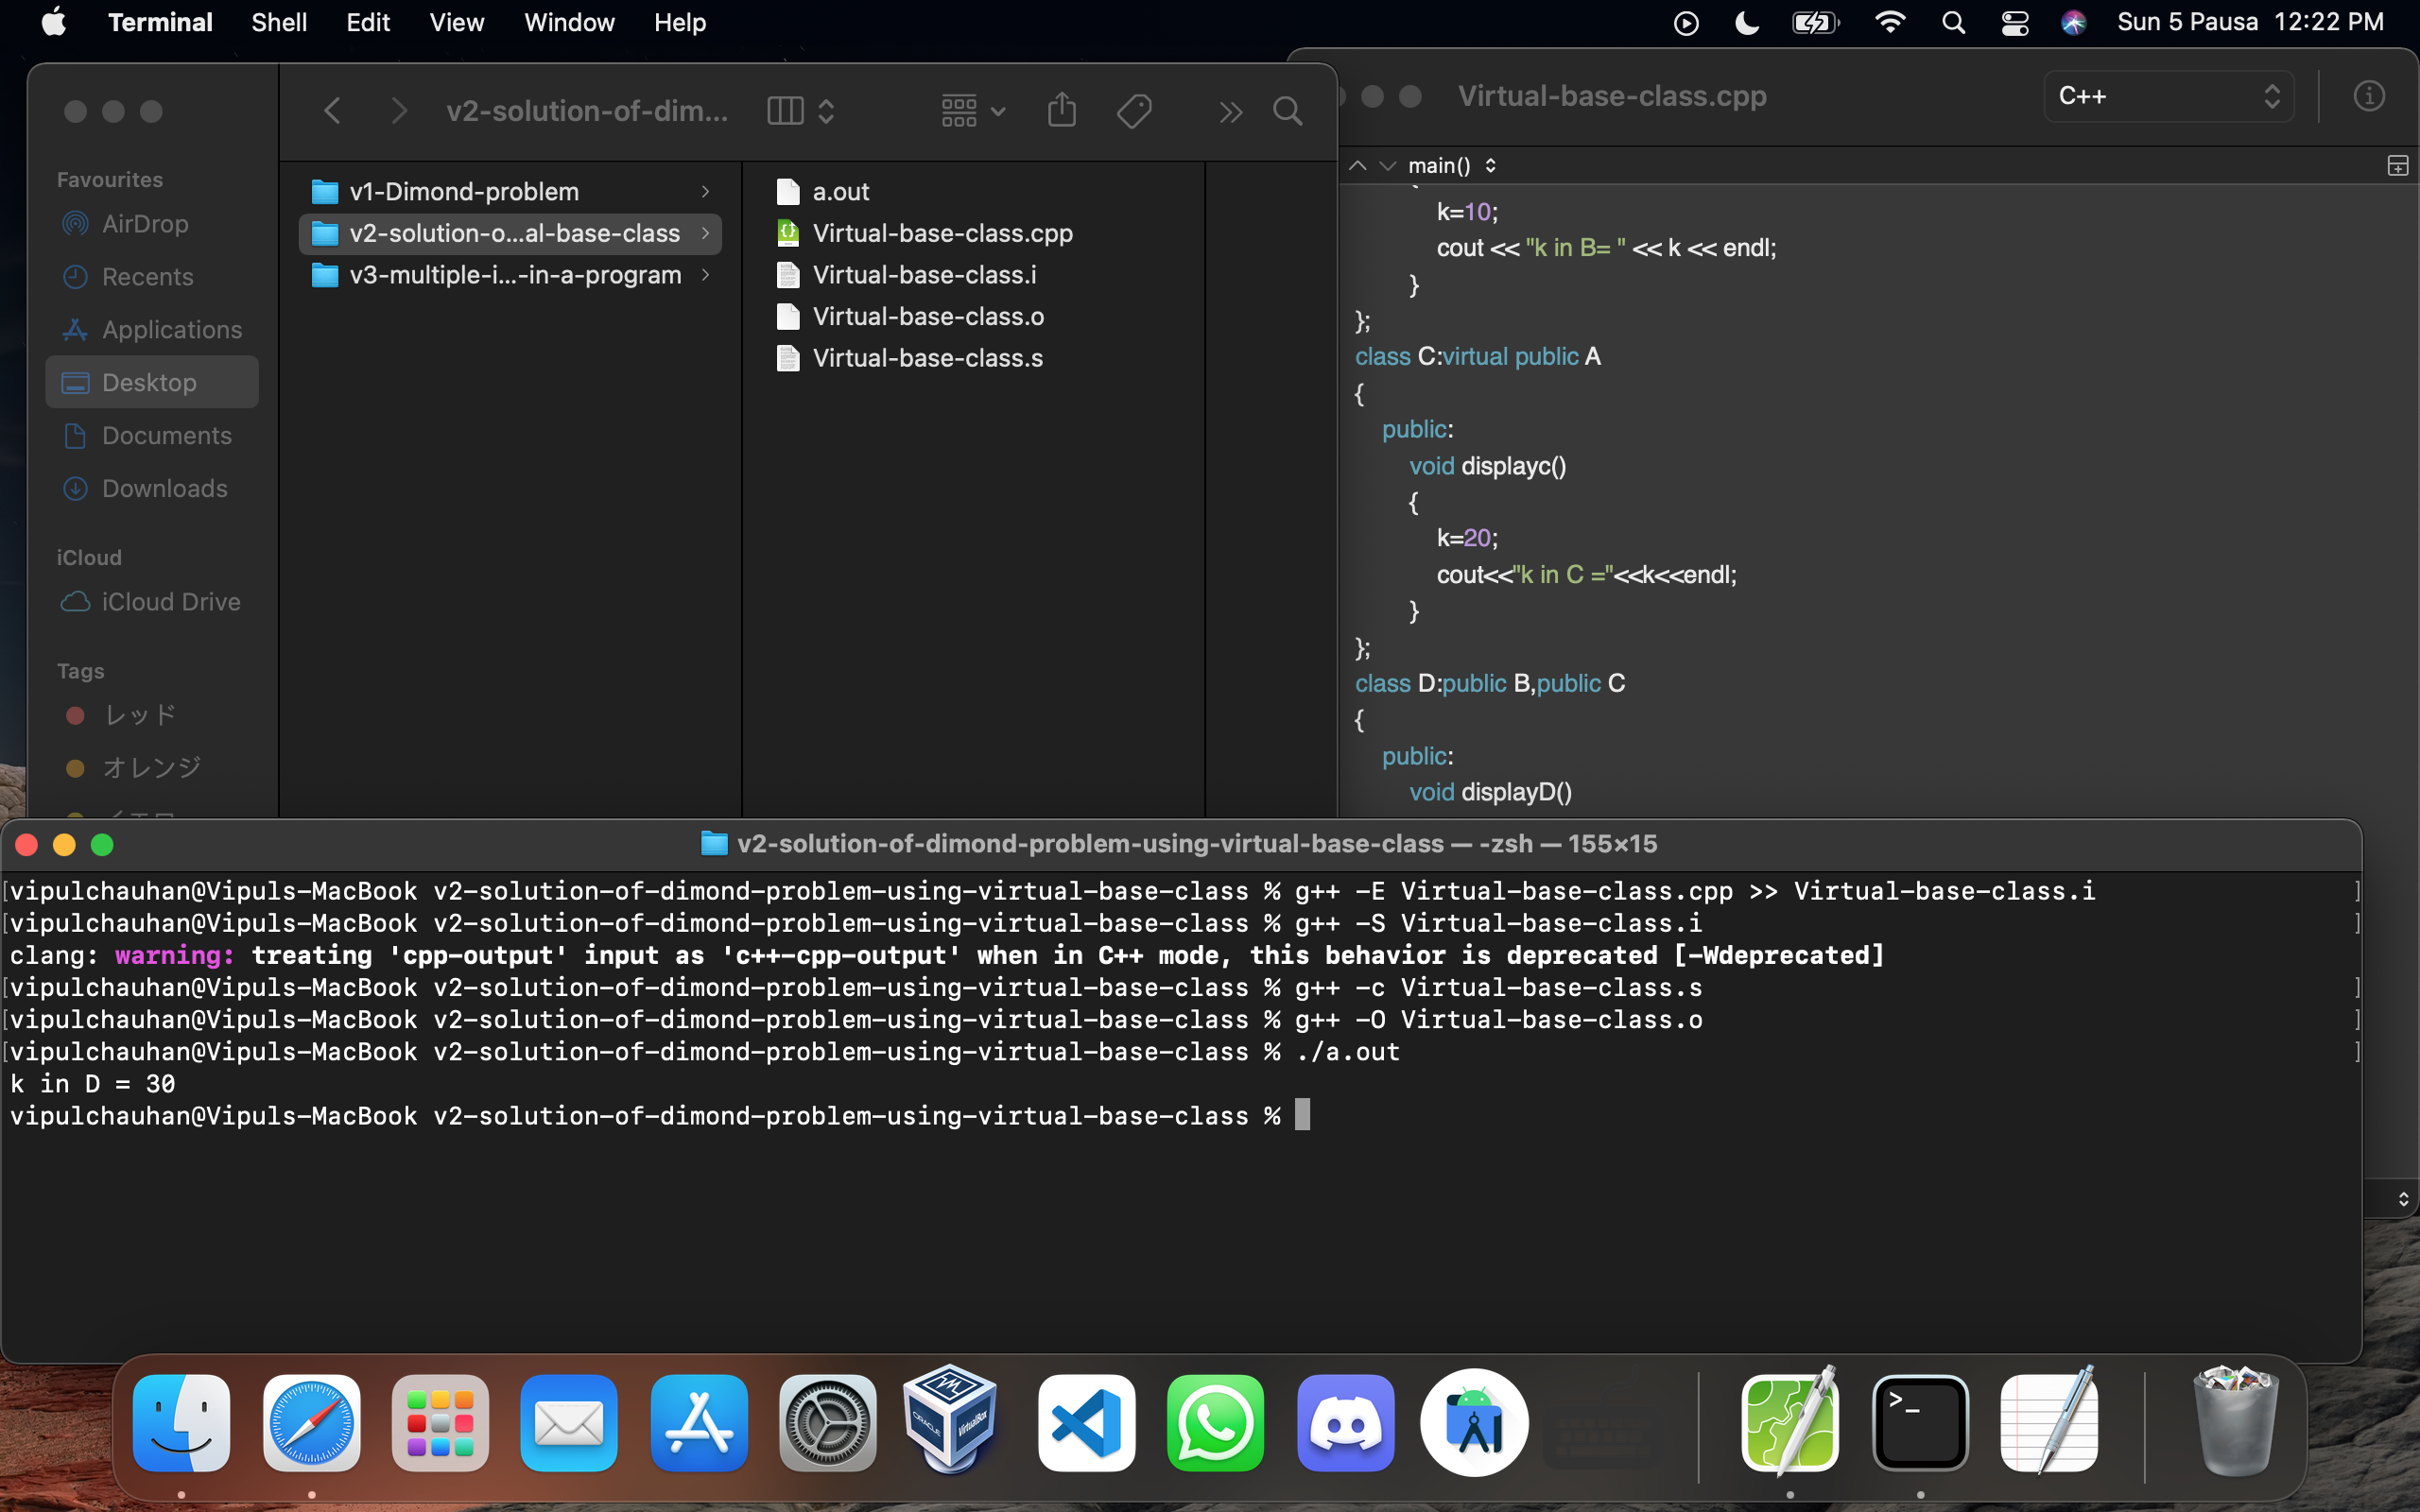 Terminal Shell Edit View Window Help Sun 5 Pausa 12:22 PM
v2-solution-of-dim...
Favourites
AirDrop
Recents
Applications
Desktop
Documents
Downloads
iCloud
iCloud Drive
Tags
レッド
オレンジ
v1-Dimond-problem
v2-solution-o...al-base-class
v3-multiple-i...-in-a-program
a.out
Virtual-base-class.cpp
Virtual-base-class.i
Virtual-base-class.o
Virtual-base-class.s
Virtual-base-class.cpp C++
main()
k=10;
cout << "k in B= " << k << endl;
}
};
class C:virtual public A
{
public:
void displayc()
{
k=20;
cout<<"k in C ="<<k<<endl;
}
};
class D:public B,public C
{
public:
void displayD()
v2-solution-of-dimond-problem-using-virtual-base-class — -zsh — 155×15
[vipulchauhan@Vipuls-MacBook v2-solution-of-dimond-problem-using-virtual-base-class % g++ -E Virtual-base-class.cpp >> Virtual-base-class.i ]
[vipulchauhan@Vipuls-MacBook v2-solution-of-dimond-problem-using-virtual-base-class % g++ -S Virtual-base-class.i ]
clang: warning: treating 'cpp-output' input as 'c++-cpp-output' when in C++ mode, this behavior is deprecated [-Wdeprecated]
[vipulchauhan@Vipuls-MacBook v2-solution-of-dimond-problem-using-virtual-base-class % g++ -c Virtual-base-class.s ]
[vipulchauhan@Vipuls-MacBook v2-solution-of-dimond-problem-using-virtual-base-class % g++ -O Virtual-base-class.o ]
[vipulchauhan@Vipuls-MacBook v2-solution-of-dimond-problem-using-virtual-base-class % ./a.out ]
k in D = 30
vipulchauhan@Vipuls-MacBook v2-solution-of-dimond-problem-using-virtual-base-class %
ORACLE
VirtualBox